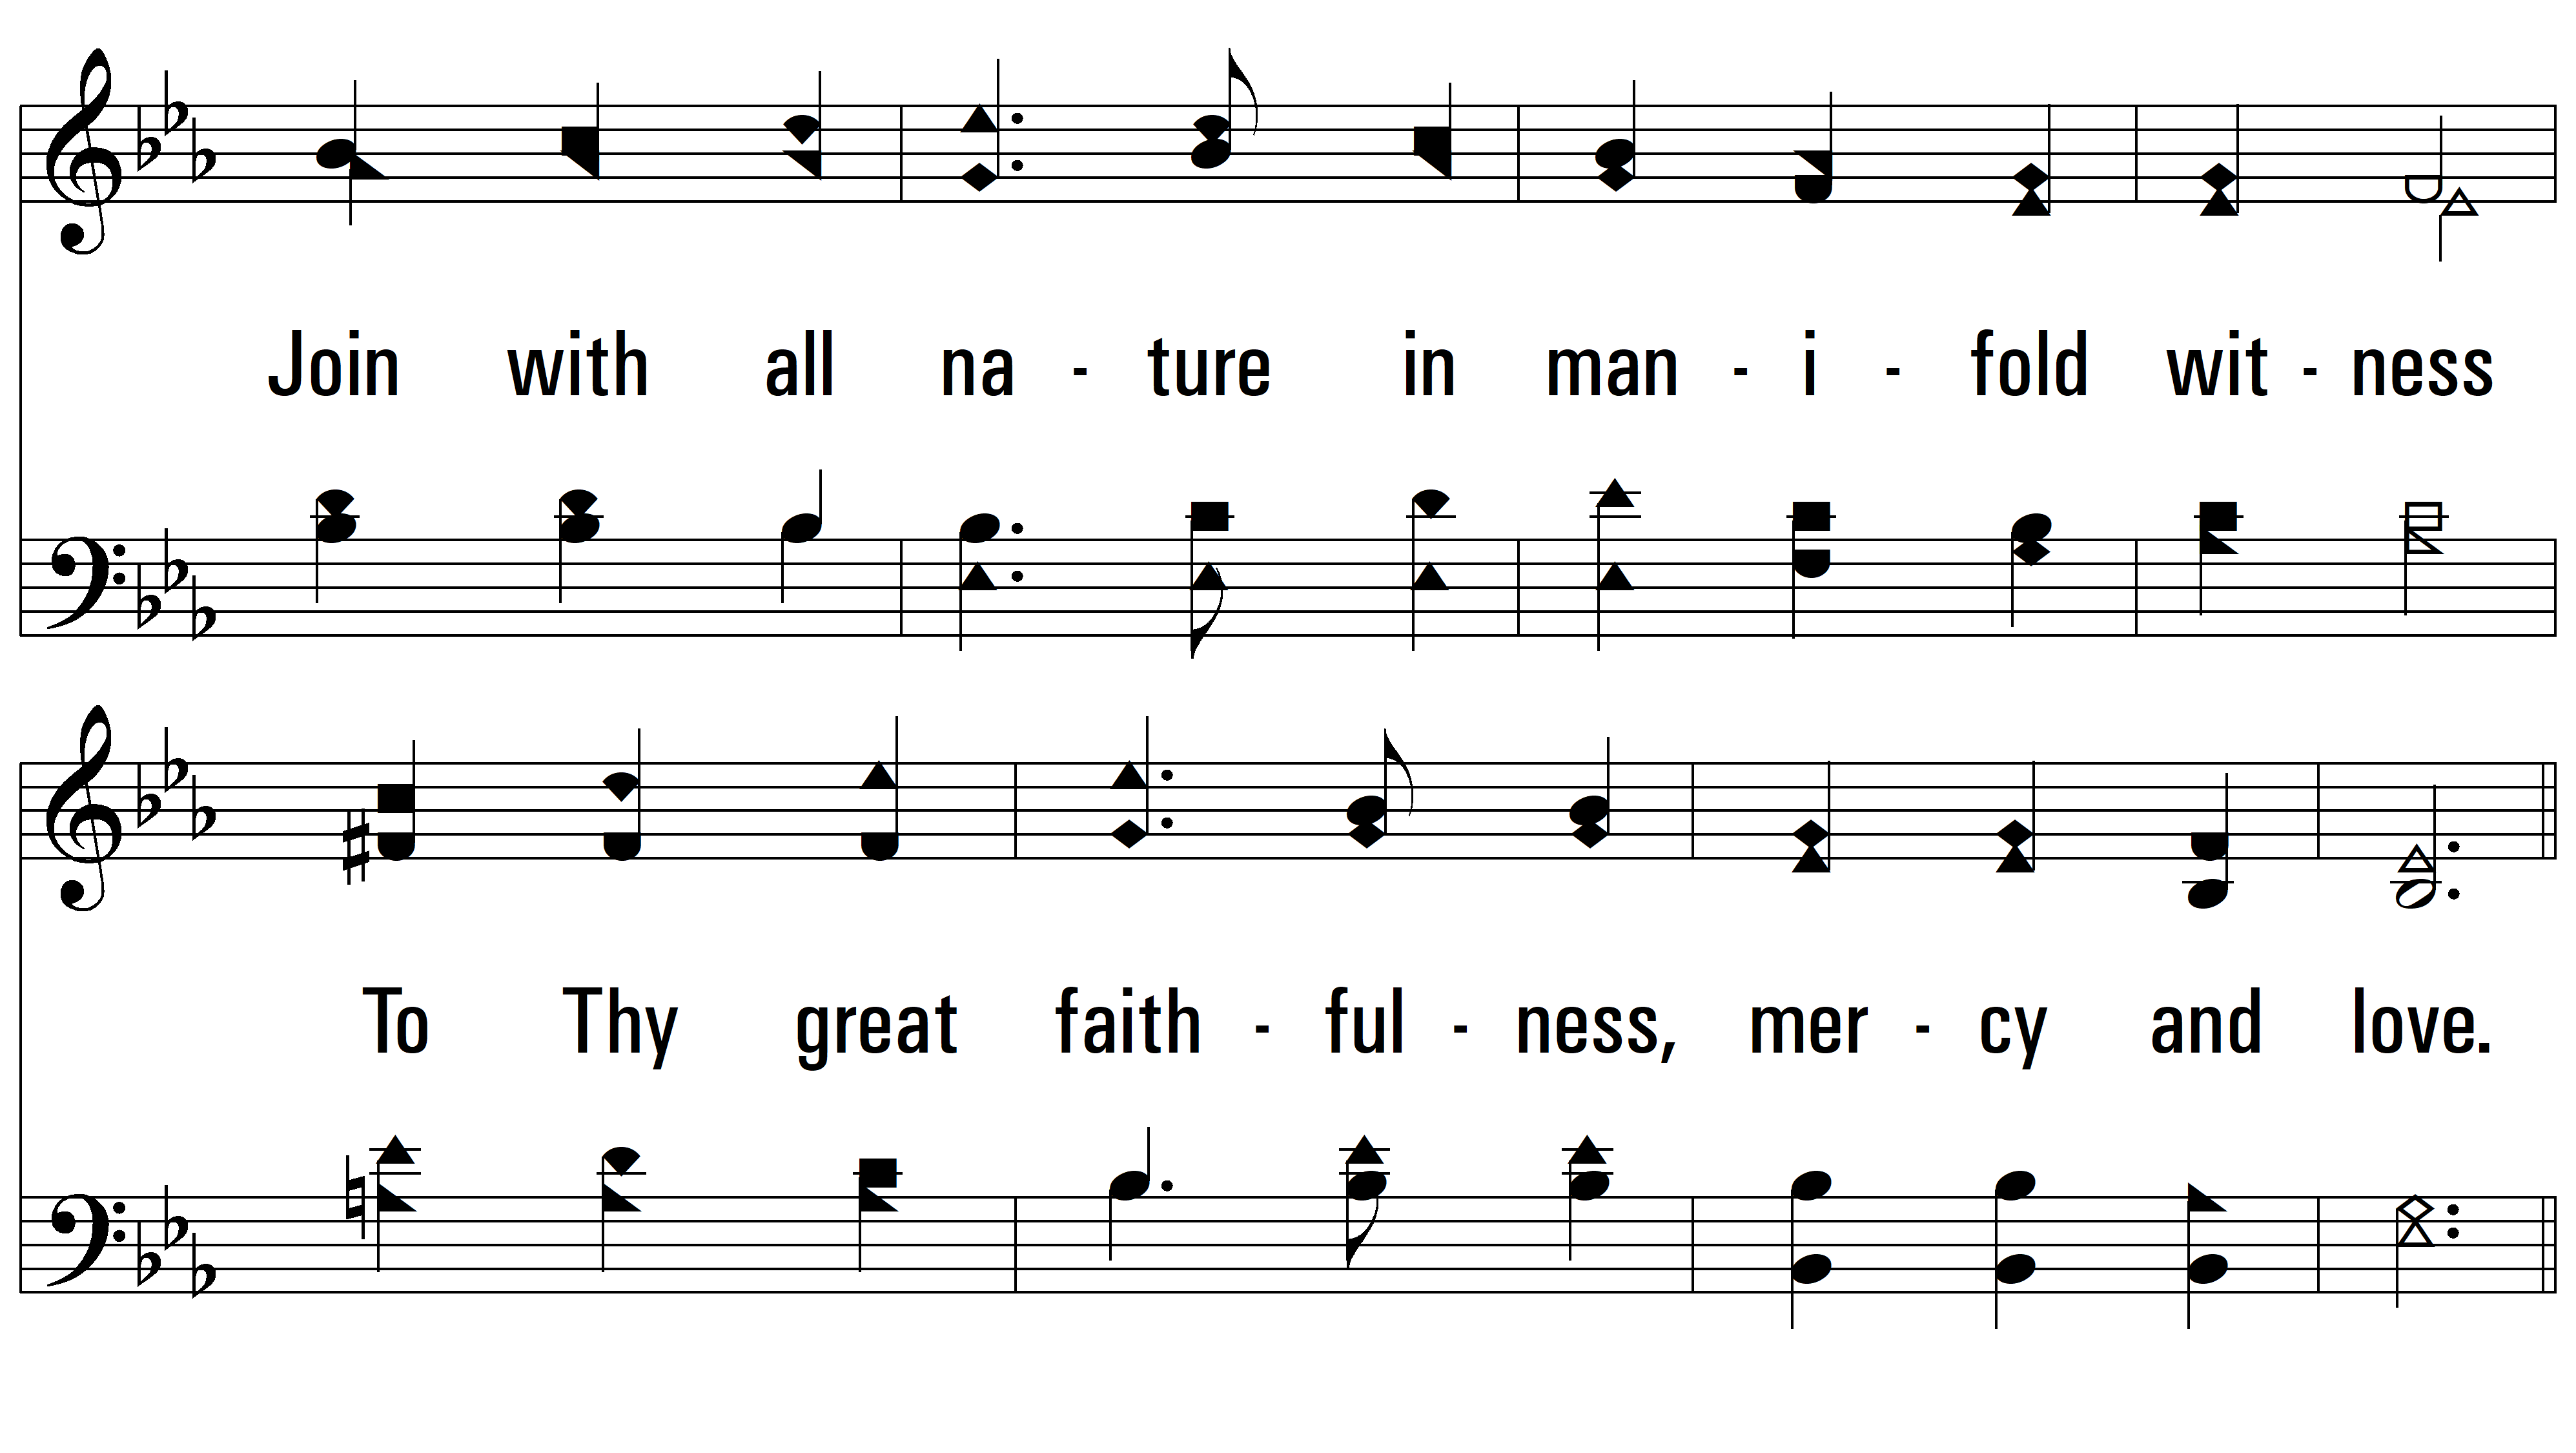 Join with all na - ture in man - i - fold wit - ness
To Thy great faith - ful - ness, mer - cy and love.